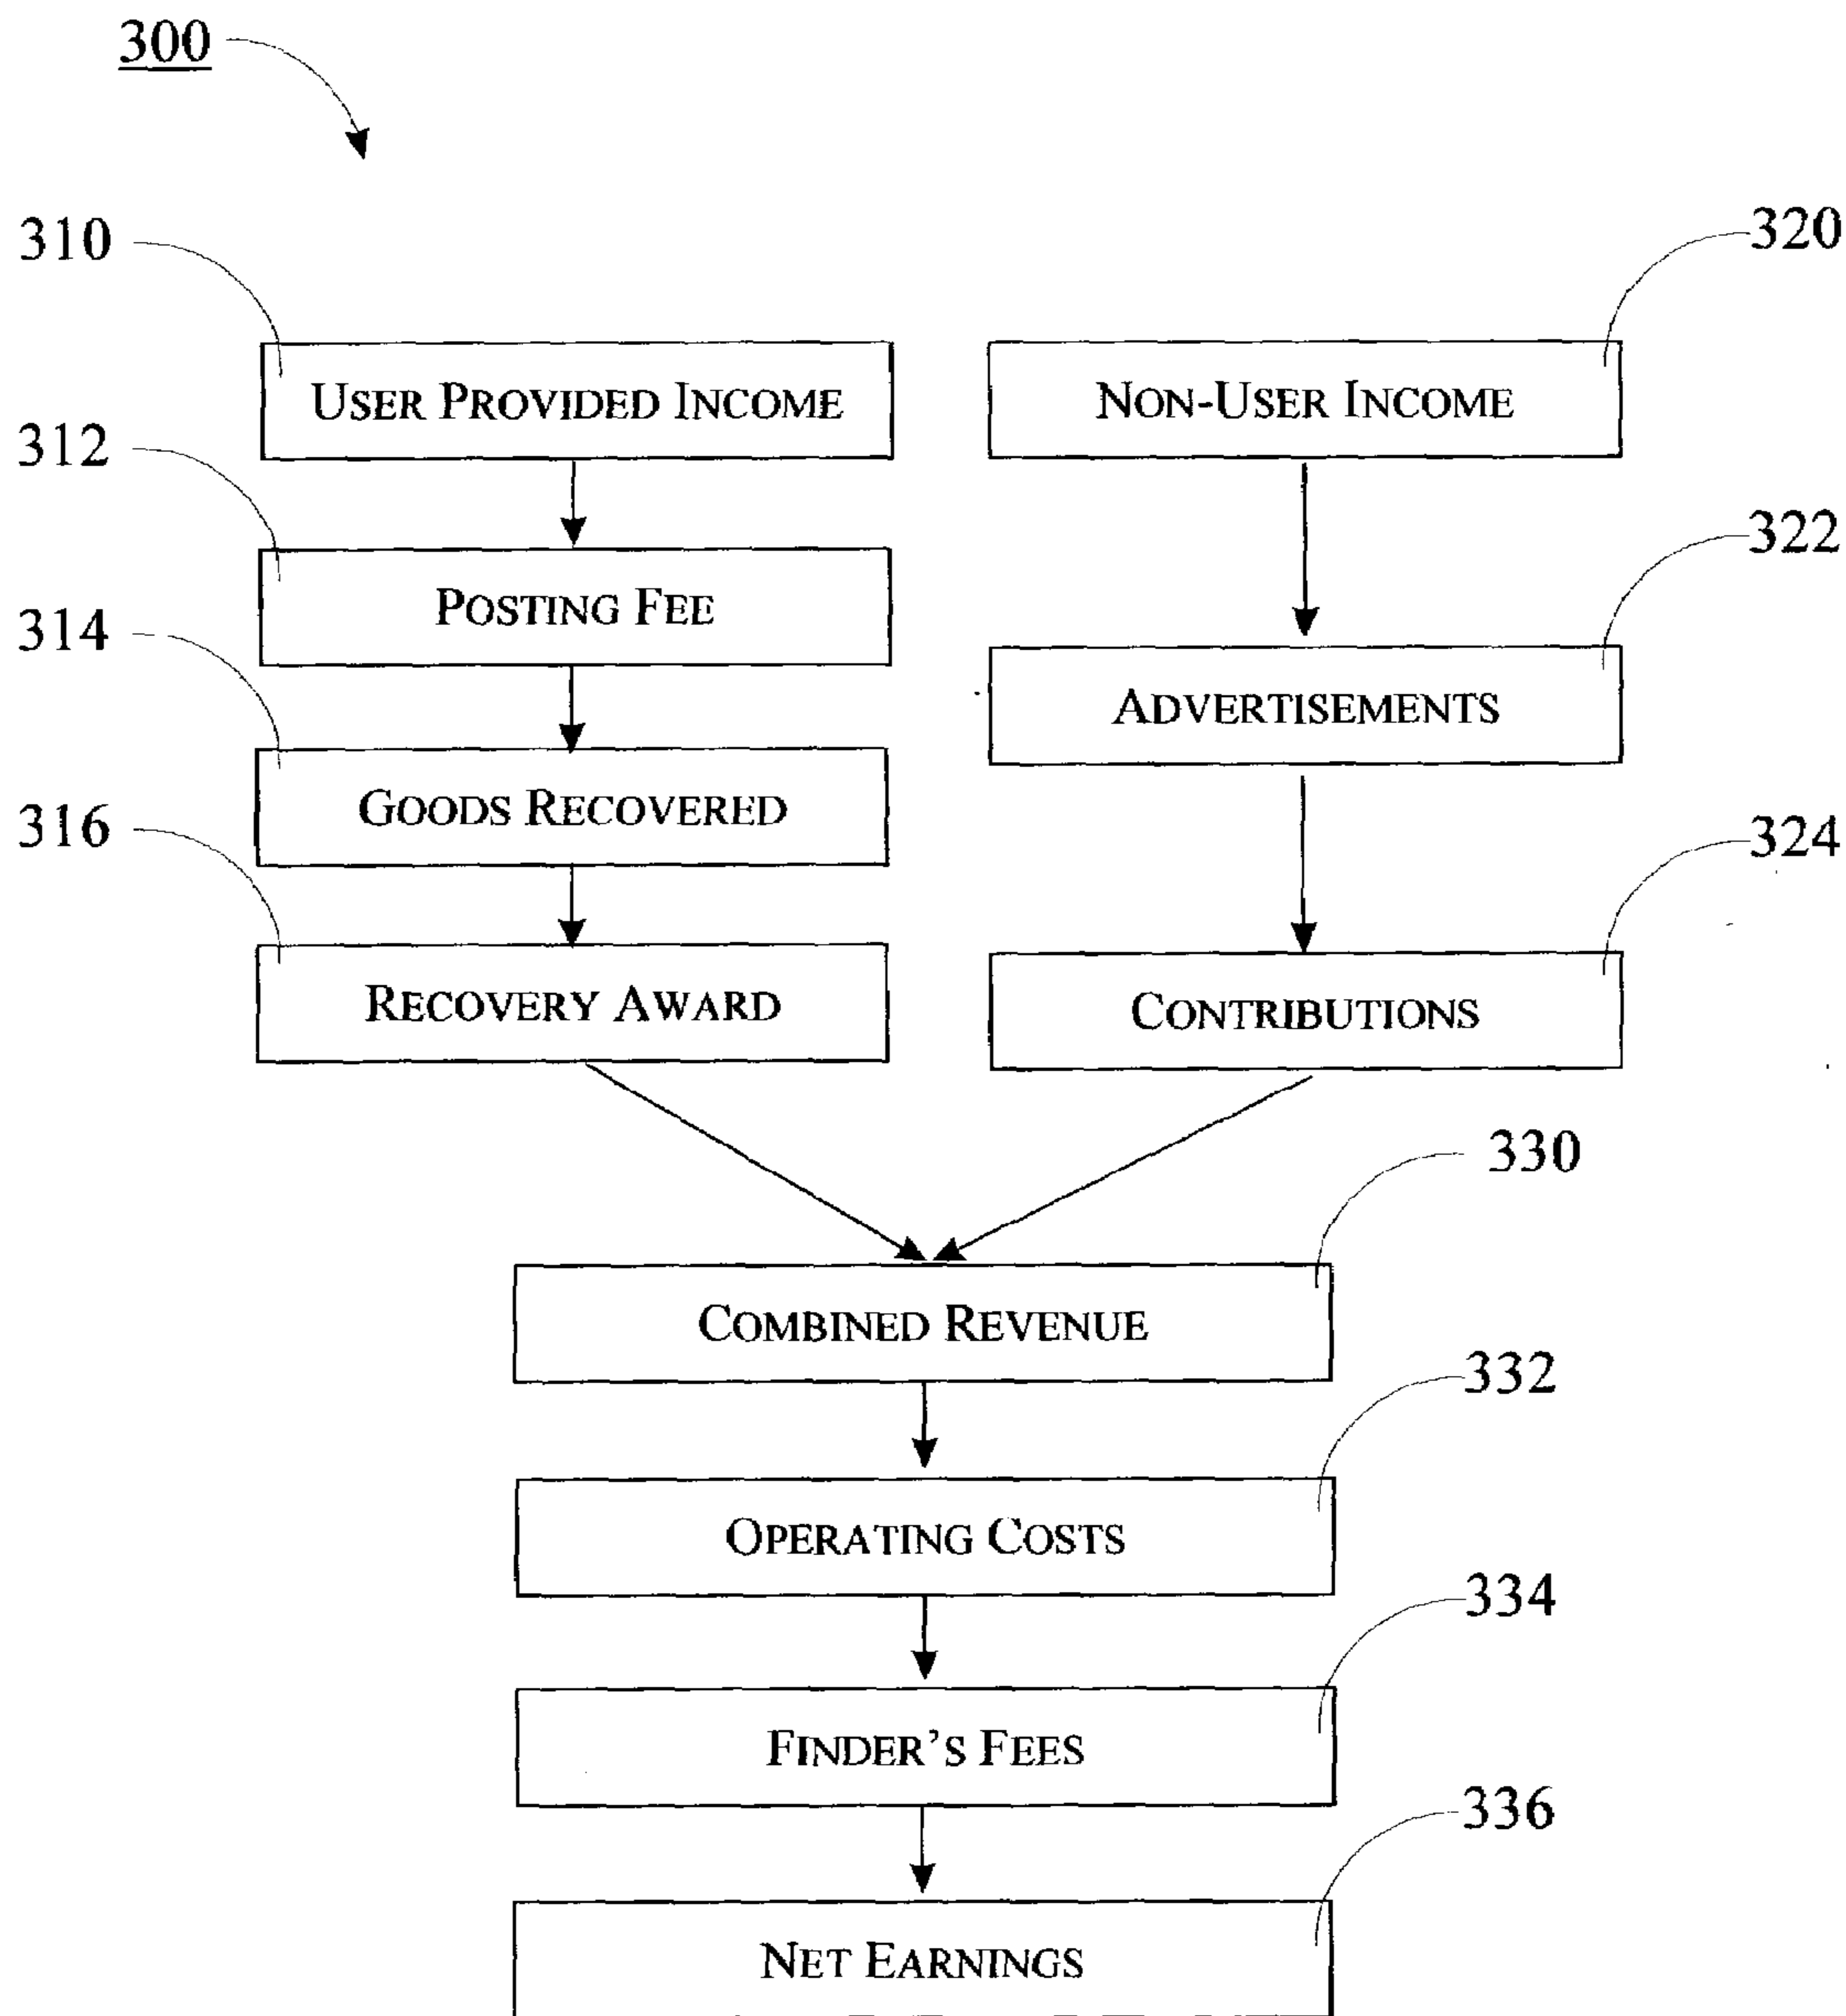 300
310
320
USER PROVIDED INCOME
NON-USER INCOME
312
322
POSTING FEE
314
ADVERTISEMENTS
GOODS RECOVERED
316
324
RECOVERY AWARD
CONTRIBUTIONS
330
COMBINED REVENUE
332
OPERATING COSTS
334
FINDER'S FEES
336
NET EARNINGS